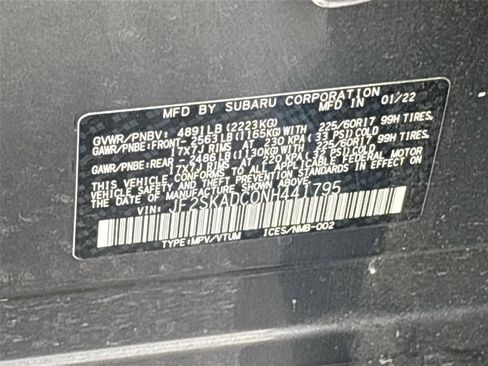 MFD BY SUBARU CORPORATION MFD IN 01/22
GVWR/PNBV: 4891LB(2223KG)
GAWR/PNBE:FRONT- 2563LB(1165KG)WITH 225/60R17 99H TIRES,
17X7J RIMS AT 230 KPA(33 PSI)COLD
GAWR/PNBE:REAR - 2486LB(1130KG)WITH 225/60R17 99H TIRES,
17X7J RIMS AT 220 KPA(32 PSI)COLD
THIS VEHICLE CONFORMS TO ALL APPLICABLE FEDERAL MOTOR
VEHICLE SAFETY STANDARDS IN EFFECT ON
THE DATE OF MANUFACTURE SHOWN ABOVE.
VIN: JF2SKADC0NH441795
TYPE:MPV/VTUM ICES/NMB-002